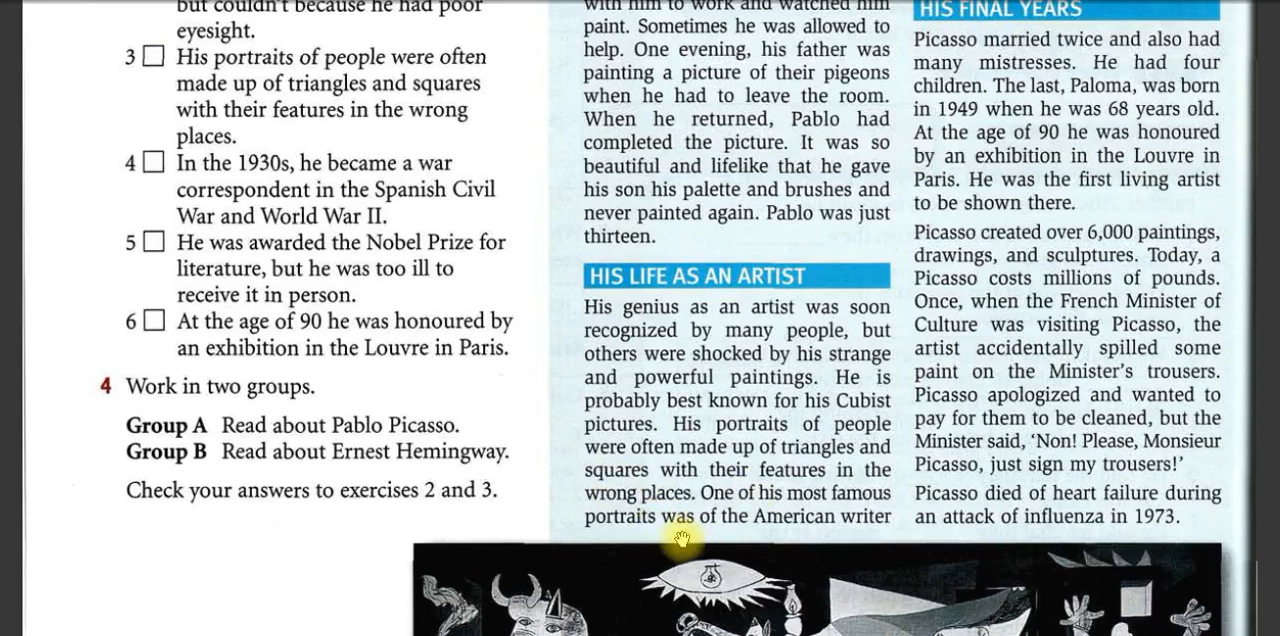 but couldn't because he had poor
eyesight.
3 His portraits of people were often
made up of triangles and squares
with their features in the wrong
places.
4 In the 1930s, he became a war
correspondent in the Spanish Civil
War and World War II.
5 He was awarded the Nobel Prize for
literature, but he was too ill to
receive it in person.
6 At the age of 90 he was honoured by
an exhibition in the Louvre in Paris.
4 Work in two groups.
Group A Read about Pablo Picasso.
Group B Read about Ernest Hemingway.
Check your answers to exercises 2 and 3.
with him to work and watched him
paint. Sometimes he was allowed to
help. One evening, his father was
painting a picture of their pigeons
when he had to leave the room.
When he returned, Pablo had
completed the picture. It was so
beautiful and lifelike that he gave
his son his palette and brushes and
never painted again. Pablo was just
thirteen.
HIS LIFE AS AN ARTIST
His genius as an artist was soon
recognized by many people, but
others were shocked by his strange
and powerful paintings. He is
probably best known for his Cubist
pictures. His portraits of people
were often made up of triangles and
squares with their features in the
wrong places. One of his most famous
portraits was of the American writer
HIS FINAL YEARS
Picasso married twice and also had
many mistresses. He had four
children. The last, Paloma, was born
in 1949 when he was 68 years old.
At the age of 90 he was honoured
by an exhibition in the Louvre in
Paris. He was the first living artist
to be shown there.
Picasso created over 6,000 paintings,
drawings, and sculptures. Today, a
Picasso costs millions of pounds.
Once, when the French Minister of
Culture was visiting Picasso, the
artist accidentally spilled some
paint on the Minister's trousers.
Picasso apologized and wanted to
pay for them to be cleaned, but the
Minister said, 'Non! Please, Monsieur
Picasso, just sign my trousers!'
Picasso died of heart failure during
an attack of influenza in 1973.